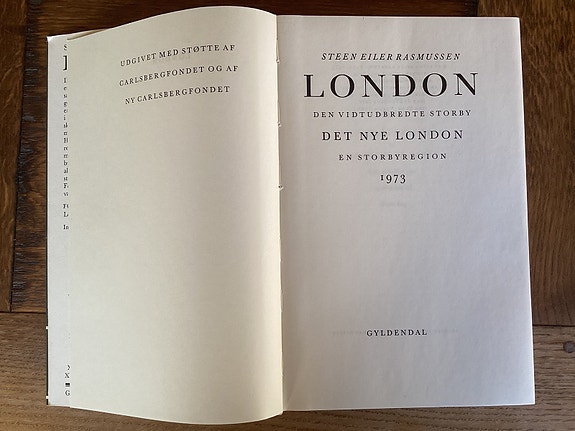 UDGIVET MED STØTTE AF
CARLSBERGFONDET OG AF
NY CARLSBERGFONDET
STEEN EILER RASMUSSEN
LONDON
DEN VIDTUDBREDTE STORBY
DET NYE LONDON
EN STORBYREGION
1973
GYLDENDAL